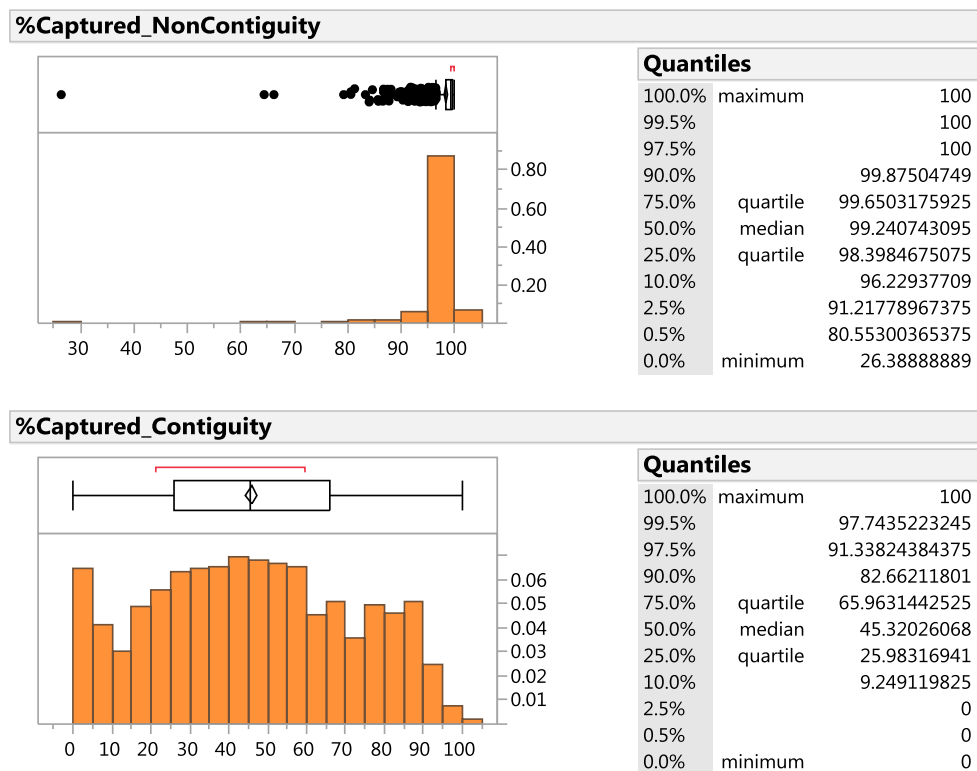 %Captured_NonContiguity
0.80
0.60
0.40
0.20
30 40 50 60 70 80 90 100
Quantiles
100.0% maximum 100
99.5% 100
97.5% 100
90.0% 99.87504749
75.0% quartile 99.6503175925
50.0% median 99.240743095
25.0% quartile 98.3984675075
10.0% 96.22937709
2.5% 91.21778967375
0.5% 80.55300365375
0.0% minimum 26.38888889
%Captured_Contiguity
0.06
0.05
0.04
0.03
0.02
0.01
0 10 20 30 40 50 60 70 80 90 100
Quantiles
100.0% maximum 100
99.5% 97.7435223245
97.5% 91.33824384375
90.0% 82.66211801
75.0% quartile 65.9631442525
50.0% median 45.32026068
25.0% quartile 25.98316941
10.0% 9.249119825
2.5% 0
0.5% 0
0.0% minimum 0